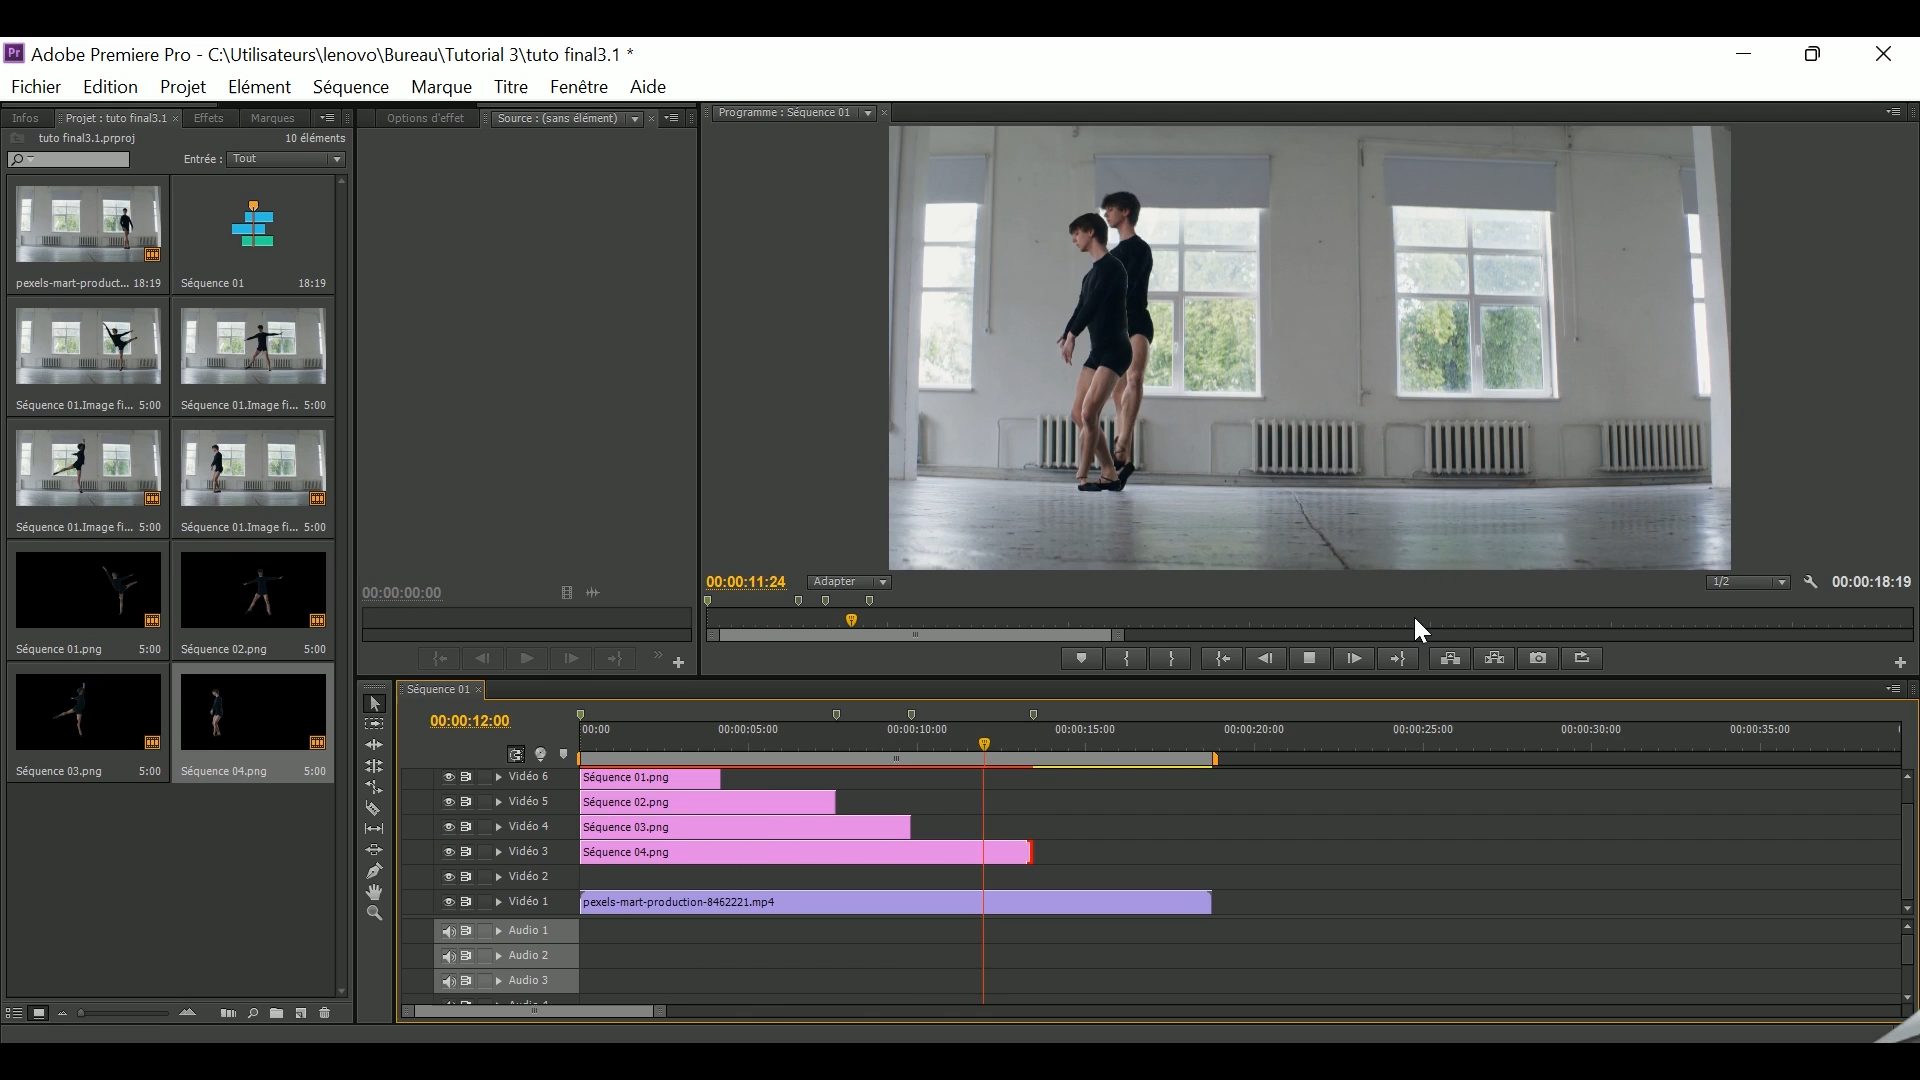 Pr Adobe Premiere Pro - C:\Utilisateurs\lenovo\Bureau\Tutorial 3\tuto final3.1 *
Fichier Edition Projet Elément Séquence Marque Titre Fenêtre Aide
Infos Projet : tuto final3.1 Effets Marques
tuto final3.1.prproj 10 éléments
Entrée : Tout
pexels-mart-product... 18:19 Séquence 01 18:19
Séquence 01.Image fi... 5:00 Séquence 01.Image fi... 5:00
Séquence 01.Image fi... 5:00 Séquence 01.Image fi... 5:00
Séquence 01.png 5:00 Séquence 02.png 5:00
Séquence 03.png 5:00 Séquence 04.png 5:00
Options d'effet Source : (sans élément)
00:00:00:00
Programme : Séquence 01
00:00:11:24 Adapter 1/2 00:00:18:19
Séquence 01
00:00:12:00
00:00 00:00:05:00 00:00:10:00 00:00:15:00 00:00:20:00 00:00:25:00 00:00:30:00 00:00:35:00
Vidéo 6 Séquence 01.png
Vidéo 5 Séquence 02.png
Vidéo 4 Séquence 03.png
Vidéo 3 Séquence 04.png
Vidéo 2
Vidéo 1 pexels-mart-production-8462221.mp4
Audio 1
Audio 2
Audio 3